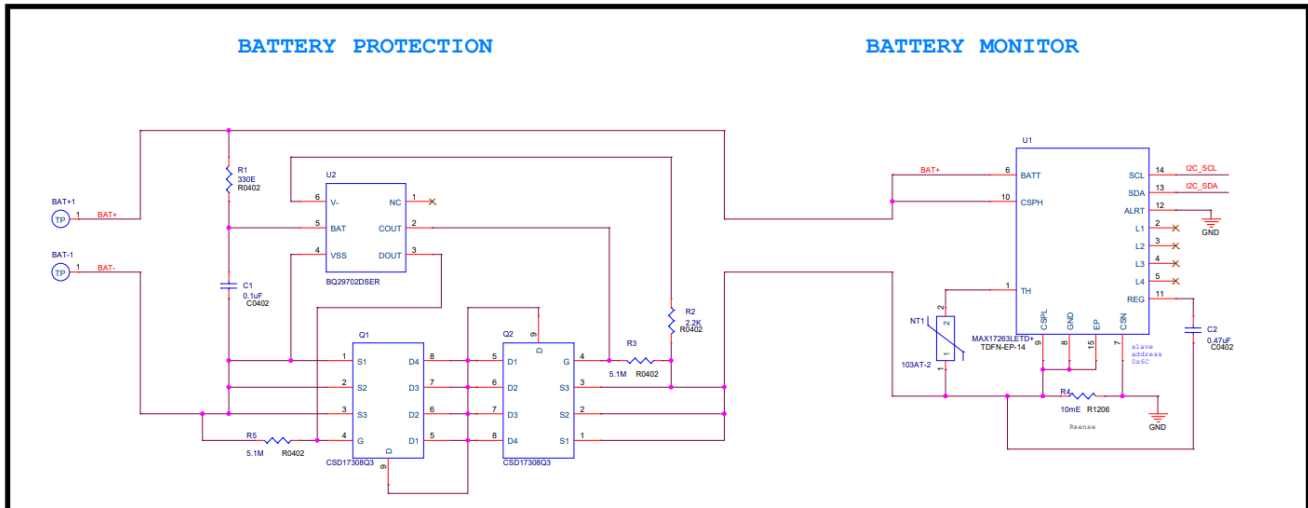 BATTERY PROTECTION
BATTERY MONITOR
R1
330E
R0402
U2
6 V- NC 1
5 BAT COUT 2
4 VSS DOUT 3
BQ29702DSER
BAT+1
TP 1 BAT+
BAT-1
TP 1 BAT-
C1
0.1uF
C0402
Q1
1 S1 D4 8
2 S2 D3 7
3 S3 D2 6
4 G D1 5
D
9
CSD17308Q3
R5
5.1M R0402
Q2
9
D
5 D1 G 4
6 D2 S3 3
7 D3 S2 2
8 D4 S1 1
CSD17308Q3
R3
5.1M R0402
R2
2.2K
R0402
U1
BAT+ 6 BATT SCL 14 I2C_SCL
10 CSPH SDA 13 I2C_SDA
ALRT 12
GND
L1 2
L2 3
L3 4
L4 5
REG 11
1 TH
CSPL GND EP CSN
9 8 15 7
MAX17263LETD+
TDFN-EP-14
slave
address
0x6C
NT1
2
2
1
1
103AT-2
C2
0.47uF
C0402
R4
10mE R1206
Rsense
GND